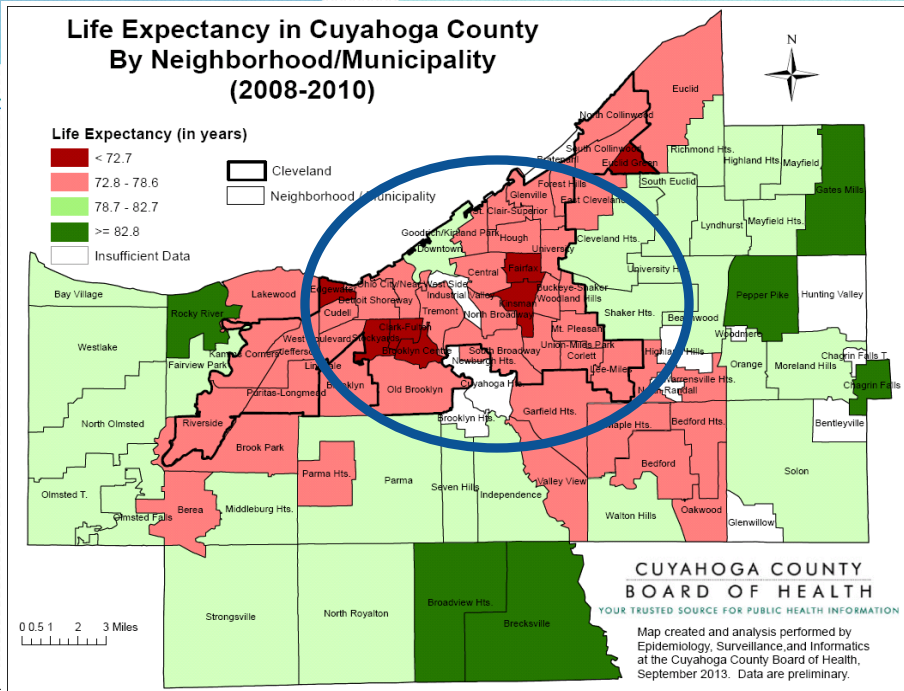 Life Expectancy in Cuyahoga County
By Neighborhood/Municipality
(2008-2010)
N
Life Expectancy (in years)
< 72.7
72.8 - 78.6
78.7 - 82.7
>= 82.8
Insufficient Data
Cleveland
Neighborhood / Municipality
Euclid
North Collinwood
South Collinwood
Euclid Green
Bratenahl
Richmond Hts.
Highland Hts.
Mayfield
Gates Mills
Forest Hills
Glenville
East Cleveland
South Euclid
St. Clair-Superior
Lyndhurst
Mayfield Hts.
Goodrich/Kirtland Park
Hough
Downtown
University
Cleveland Hts.
Central
Fairfax
University H
Bay Village
Lakewood
Edgewater
Ohio City/Near West Side
Detroit Shoreway
Industrial Valley
Buckeye-Shaker
Woodland Hills
Pepper Pike
Hunting Valley
Rocky River
Cudell
Tremont
North Broadway
Kinsman
Shaker Hts.
Beachwood
Clark-Fulton
Mt. Pleasant
Woodmere
Westlake
West Boulevard
Stockyards
Union-Miles Park
Kamms Corners
Jefferson
Brooklyn Centre
South Broadway
Corlett
Highland Hills
Chagrin Falls T.
Fairview Park
Linndale
Newburgh Hts.
Lee-Miles
Orange
Moreland Hills
Warrensville Hts.
Chagrin Falls
Puritas-Longmead
Brooklyn
Old Brooklyn
Cuyahoga Hts.
North Randall
North Olmsted
Riverside
Brooklyn Hts.
Garfield Hts.
Maple Hts.
Bedford Hts.
Bentleyville
Brook Park
Parma Hts.
Parma
Seven Hills
Independence
Valley View
Bedford
Solon
Olmsted T.
Olmsted Falls
Berea
Middleburg Hts.
Walton Hills
Oakwood
Glenwillow
Strongsville
North Royalton
Broadview Hts.
Brecksville
CUYAHOGA COUNTY
BOARD OF HEALTH
YOUR TRUSTED SOURCE FOR PUBLIC HEALTH INFORMATION
0 0.5 1 2 3 Miles
Map created and analysis performed by
Epidemiology, Surveillance,and Informatics
at the Cuyahoga County Board of Health,
September 2013. Data are preliminary.